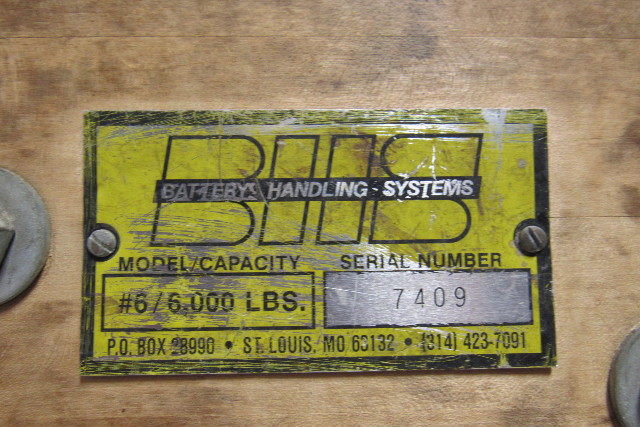 BHS
BATTERY HANDLING SYSTEMS
MODEL/CAPACITY SERIAL NUMBER
#6/6.000 LBS. 7409
P.O. BOX 28990 • ST. LOUIS, MO 63132 • (314) 423-7091